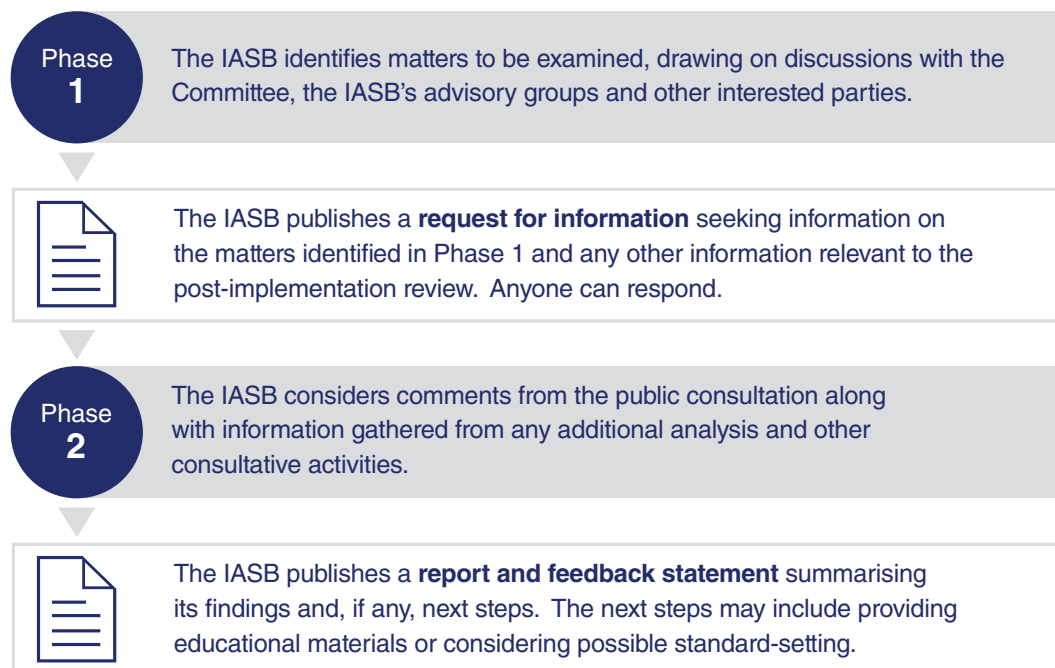 Phase
1
The IASB identifies matters to be examined, drawing on discussions with the
Committee, the IASB's advisory groups and other interested parties.
The IASB publishes a request for information seeking information on
the matters identified in Phase 1 and any other information relevant to the
post-implementation review.  Anyone can respond.
Phase
2
The IASB considers comments from the public consultation along
with information gathered from any additional analysis and other
consultative activities.
The IASB publishes a report and feedback statement summarising
its findings and, if any, next steps.  The next steps may include providing
educational materials or considering possible standard-setting.